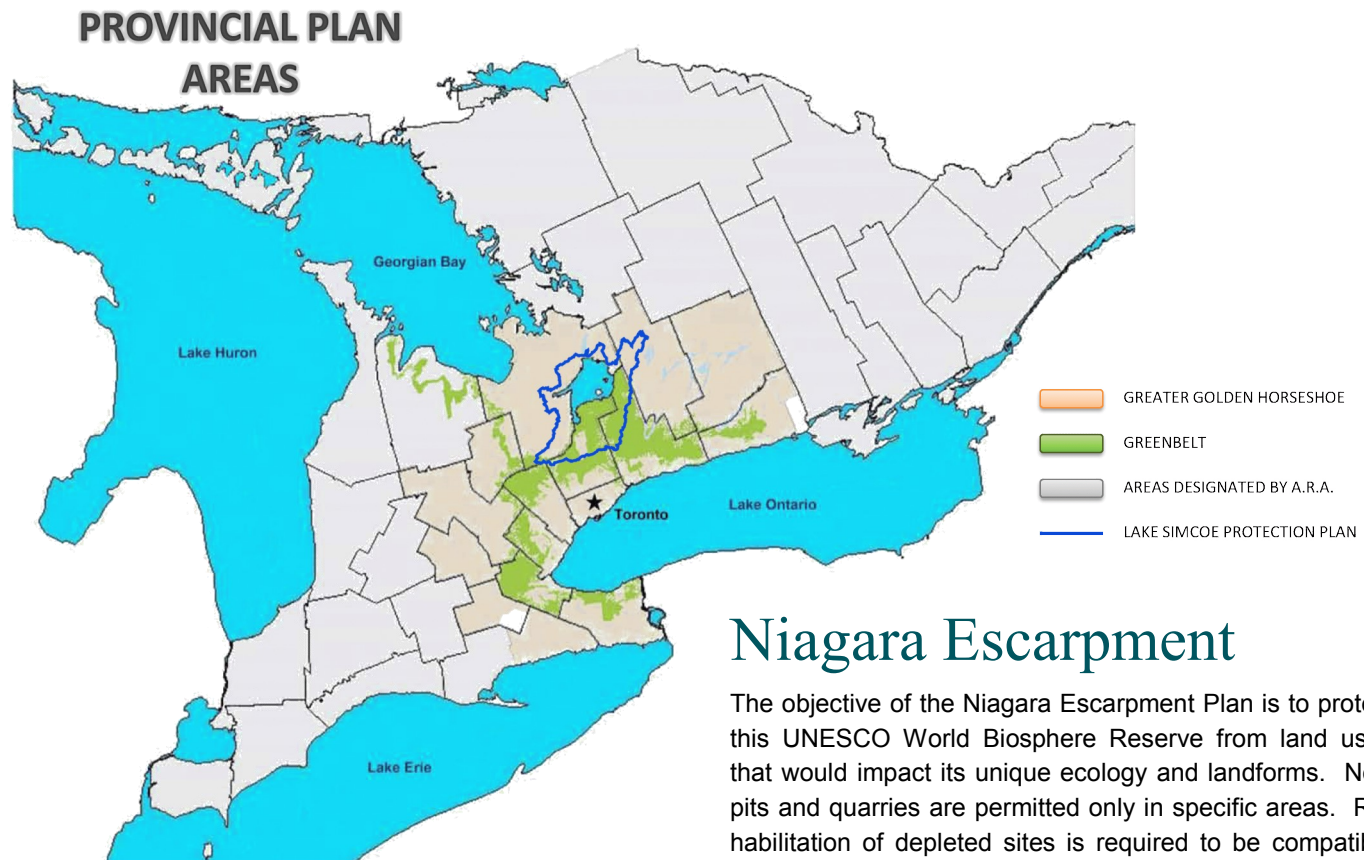 PROVINCIAL PLAN
AREAS
Georgian Bay
Lake Huron
GREATER GOLDEN HORSESHOE
GREENBELT
AREAS DESIGNATED BY A.R.A.
LAKE SIMCOE PROTECTION PLAN
Lake Ontario
Toronto
Lake Erie
Niagara Escarpment
The objective of the Niagara Escarpment Plan is to prote
this UNESCO World Biosphere Reserve from land us
that would impact its unique ecology and landforms. N
pits and quarries are permitted only in specific areas. R
habilitation of depleted sites is required to be compatil